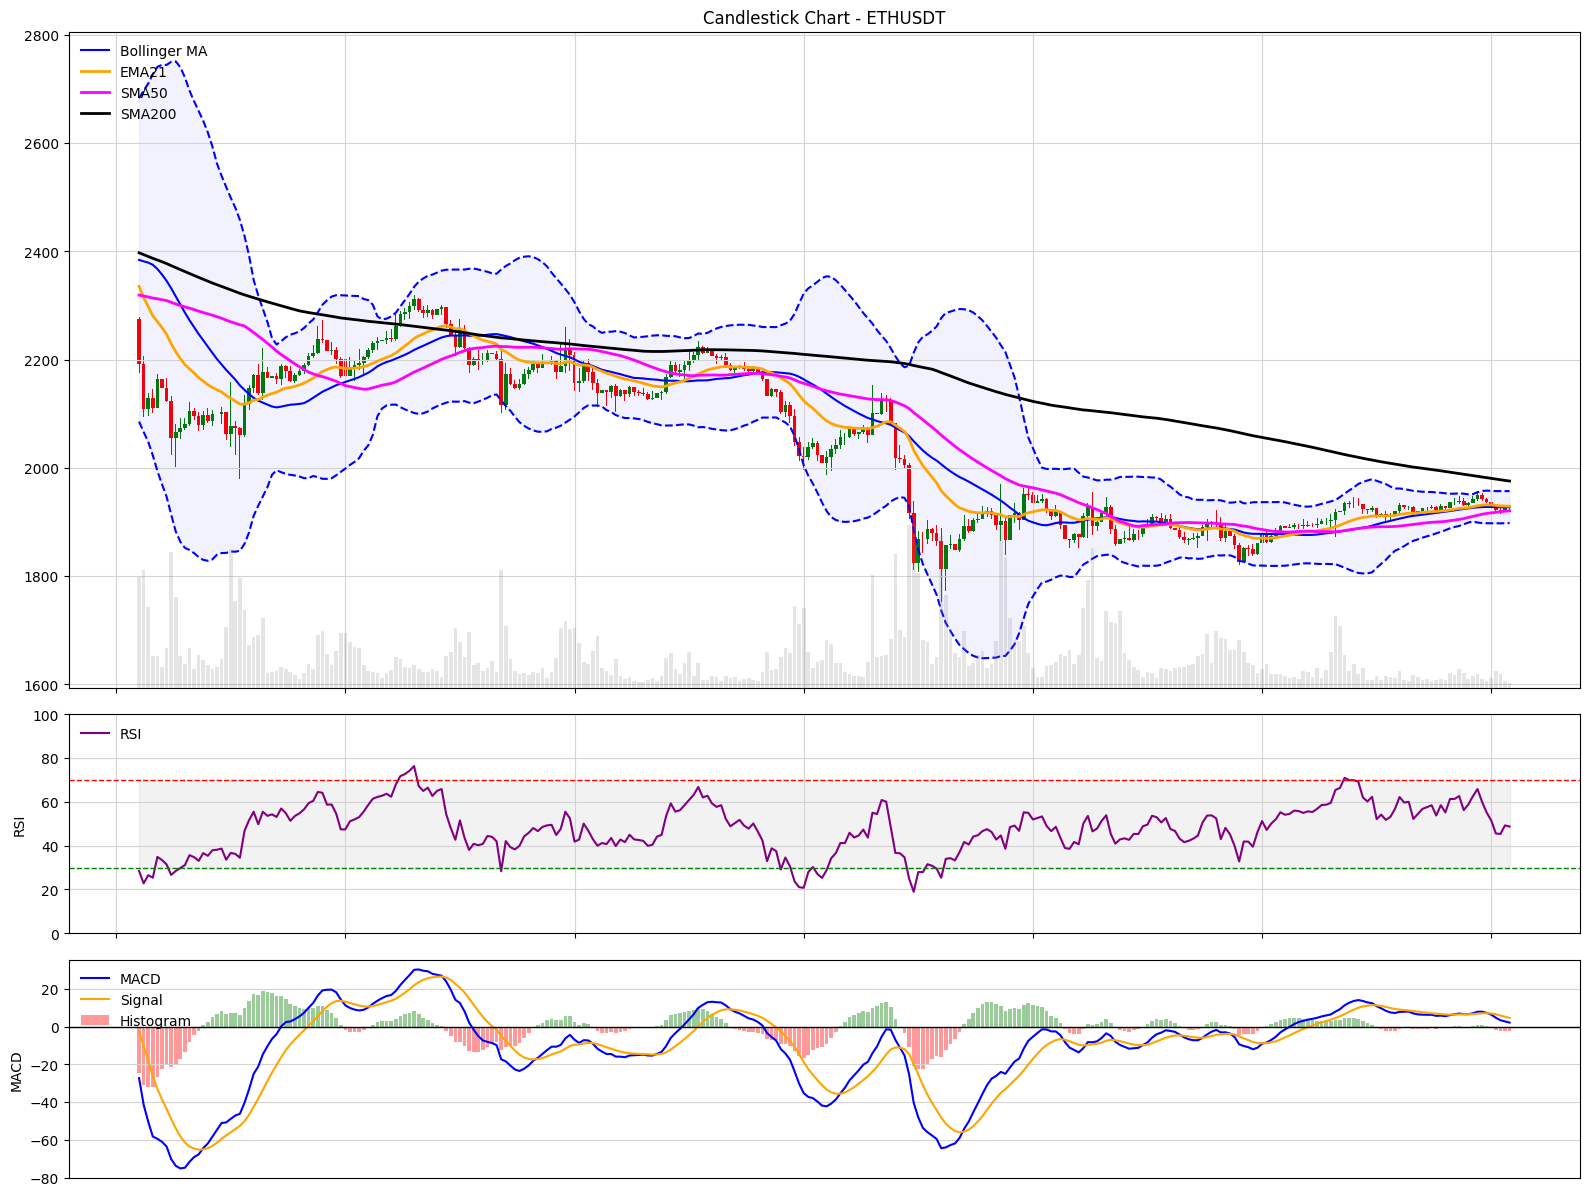 Candlestick Chart - ETHUSDT
2800
2600
2400
2200
2000
1800
1600
Bollinger MA
EMA21
SMA50
SMA200
100
80
60
40
20
0
RSI
RSI
20
0
−20
−40
−60
−80
MACD
MACD
Signal
Histogram